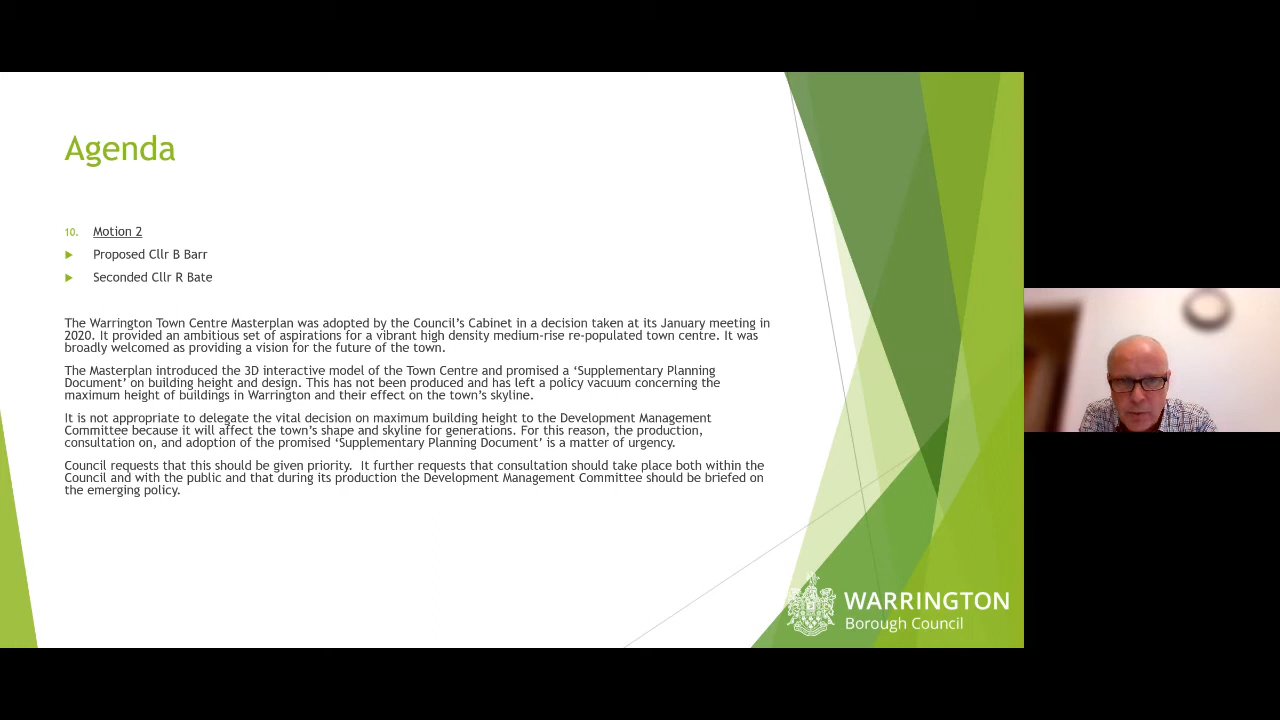 Agenda
10. Motion 2
Proposed Cllr B Barr
Seconded Cllr R Bate
The Warrington Town Centre Masterplan was adopted by the Council’s Cabinet in a decision taken at its January meeting in
2020. It provided an ambitious set of aspirations for a vibrant high density medium-rise re-populated town centre. It was
broadly welcomed as providing a vision for the future of the town.
The Masterplan introduced the 3D interactive model of the Town Centre and promised a ‘Supplementary Planning
Document’ on building height and design. This has not been produced and has left a policy vacuum concerning the
maximum height of buildings in Warrington and their effect on the town’s skyline.
It is not appropriate to delegate the vital decision on maximum building height to the Development Management
Committee because it will affect the town’s shape and skyline for generations. For this reason, the production,
consultation on, and adoption of the promised ‘Supplementary Planning Document’ is a matter of urgency.
Council requests that this should be given priority.  It further requests that consultation should take place both within the
Council and with the public and that during its production the Development Management Committee should be briefed on
the emerging policy.
WARRINGTON
Borough Council